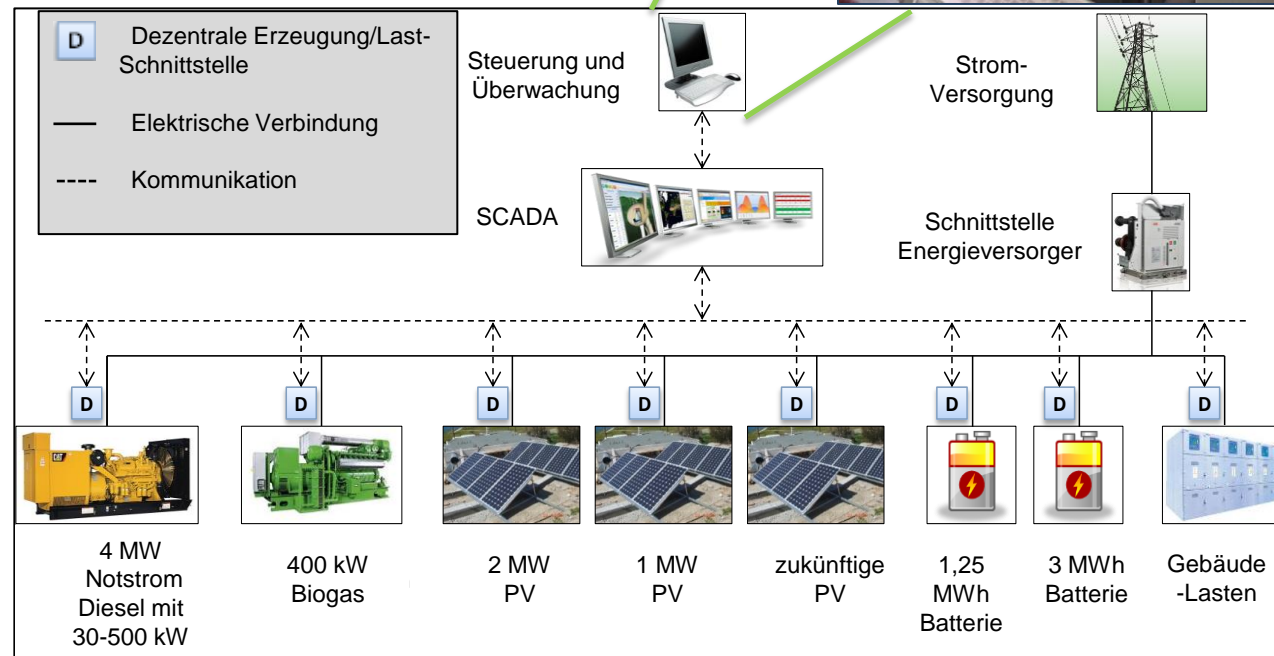 D
Dezentrale Erzeugung/Last-
Schnittstelle
Elektrische Verbindung
Kommunikation
Steuerung und
Überwachung
Strom-
Versorgung
SCADA
Schnittstelle
Energieversorger
D
D
D
D
D
D
D
D
CAT
4 MW
Notstrom
Diesel mit
30-500 kW
400 kW
Biogas
2 MW
PV
1 MW
PV
zukünftige
PV
1,25
MWh
Batterie
3 MWh
Batterie
Gebäude
-Lasten